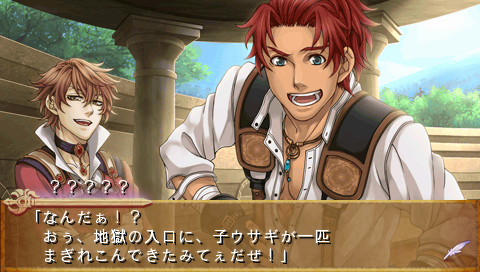 ？？？？？
「なんだぁ！？
おぅ、地獄の入口に、子ウサギが一匹
まぎれこんできたみてぇだぜ！」